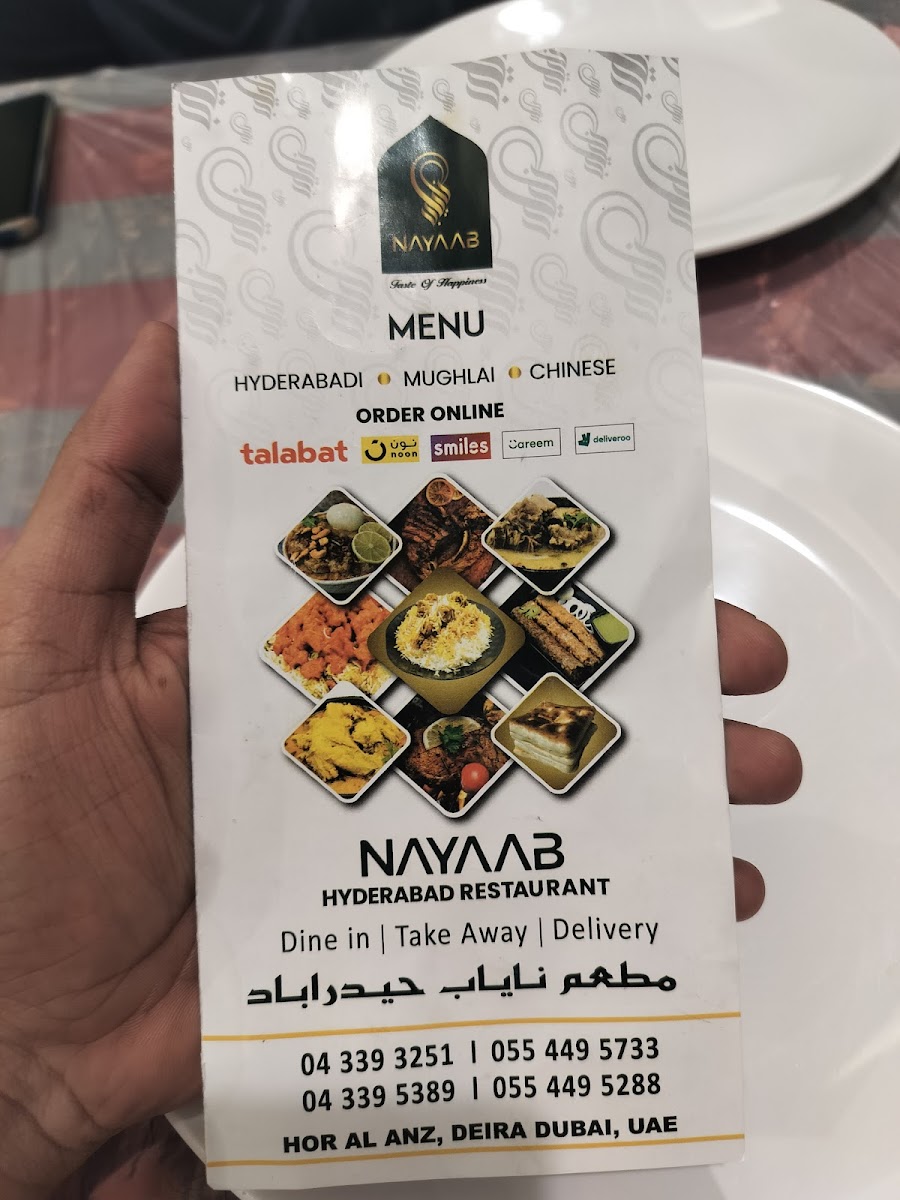 NAYAAB
Taste Of Happiness
MENU
HYDERABADI • MUGHLAI • CHINESE
ORDER ONLINE
talabat نون noon smiles Careem deliveroo
NAYAAB
HYDERABAD RESTAURANT
Dine in | Take Away | Delivery
مطعم ناياب حيدراباد
04 339 3251 | 055 449 5733
04 339 5389 | 055 449 5288
HOR AL ANZ, DEIRA DUBAI, UAE